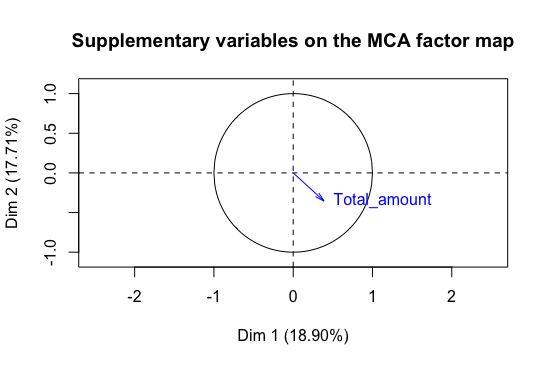 Supplementary variables on the MCA factor map
Dim 2 (17.71%)
1.0
0.5
0.0
-1.0
Total_amount
-2
-1
0
1
2
Dim 1 (18.90%)